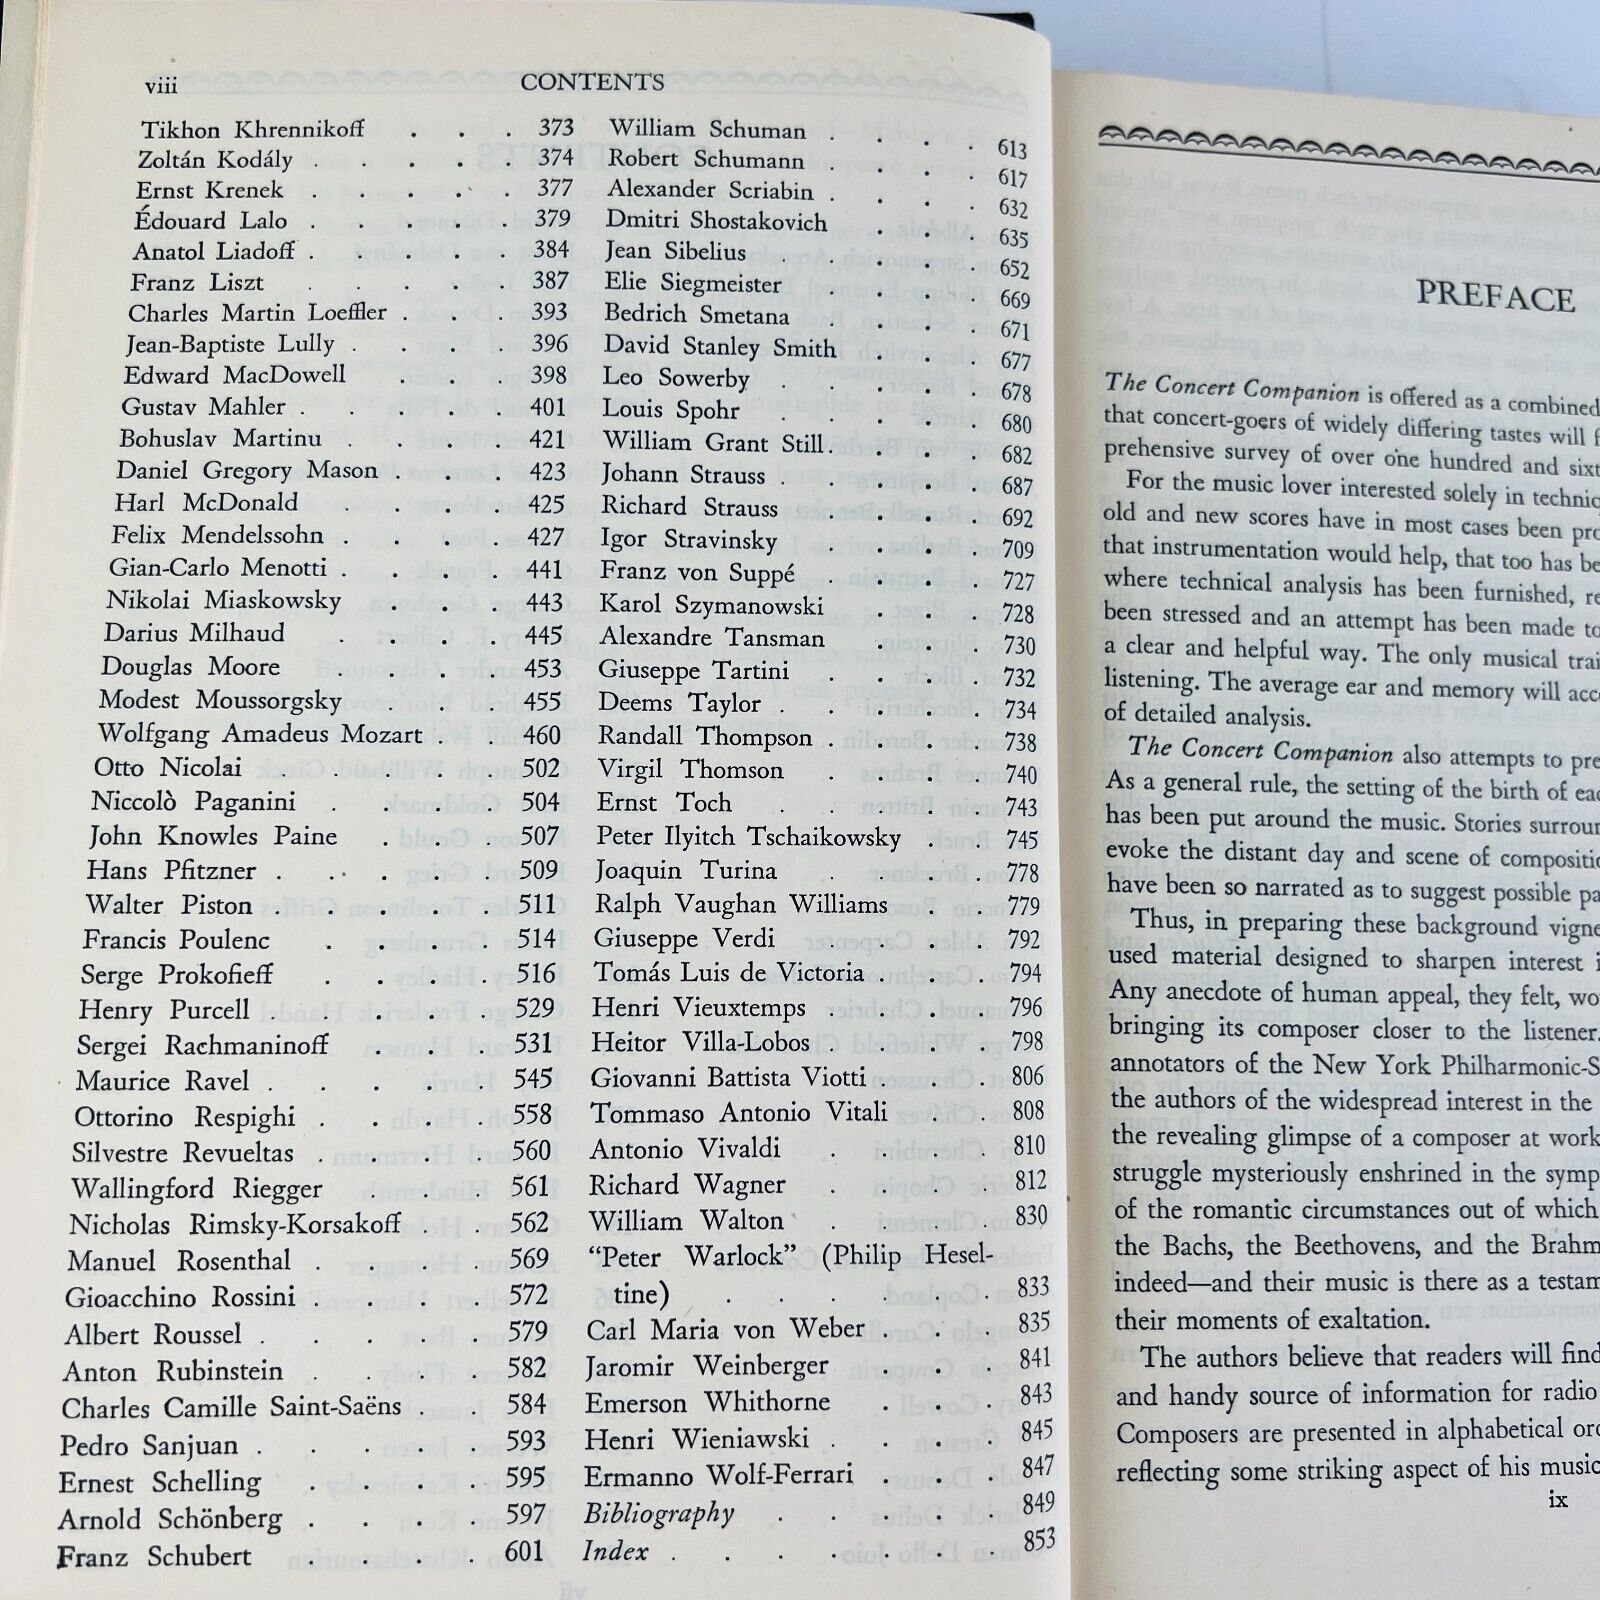 viii CONTENTS
Tikhon Khrennikoff . . . 373
Zoltán Kodály . . . . 374
Ernst Krenek . . . . 377
Édouard Lalo . . . . . 379
Anatol Liadoff . . . . 384
Franz Liszt . . . . . 387
Charles Martin Loeffler . . . 393
Jean-Baptiste Lully . . . . 396
Edward MacDowell . . . 398
Gustav Mahler . . . . . 401
Bohuslav Martinu . . . . 421
Daniel Gregory Mason . . . 423
Harl McDonald . . . . 425
Felix Mendelssohn . . . . 427
Gian-Carlo Menotti . . . . 441
Nikolai Miaskowsky . . . 443
Darius Milhaud . . . . 445
Douglas Moore . . . . 453
Modest Moussorgsky . . . 455
Wolfgang Amadeus Mozart . . 460
Otto Nicolai . . . . . 502
Niccolò Paganini . . . . 504
John Knowles Paine . . . 507
Hans Pfitzner . . . . . 509
Walter Piston . . . . . 511
Francis Poulenc . . . . 514
Serge Prokofieff . . . . 516
Henry Purcell . . . . . 529
Sergei Rachmaninoff . . . 531
Maurice Ravel . . . . . 545
Ottorino Respighi . . . . 558
Silvestre Revueltas . . . . 560
Wallingford Riegger . . . 561
Nicholas Rimsky-Korsakoff . . 562
Manuel Rosenthal . . . . 569
Gioacchino Rossini . . . . 572
Albert Roussel . . . . . 579
Anton Rubinstein . . . . 582
Charles Camille Saint-Saëns . . 584
Pedro Sanjuan . . . . . 593
Ernest Schelling . . . . 595
Arnold Schönberg . . . . 597
Franz Schubert . . . . 601
William Schuman . . . . 613
Robert Schumann . . . . 617
Alexander Scriabin . . . . 632
Dmitri Shostakovich . . . 635
Jean Sibelius . . . . . 652
Elie Siegmeister . . . . 669
Bedrich Smetana . . . . 671
David Stanley Smith . . . 677
Leo Sowerby . . . . . 678
Louis Spohr . . . . . 680
William Grant Still . . . . 682
Johann Strauss . . . . . 687
Richard Strauss . . . . 692
Igor Stravinsky . . . . 709
Franz von Suppé . . . . 727
Karol Szymanowski . . . 728
Alexandre Tansman . . . 730
Giuseppe Tartini . . . . 732
Deems Taylor . . . . . 734
Randall Thompson . . . . 738
Virgil Thomson . . . . 740
Ernst Toch . . . . . 743
Peter Ilyitch Tschaikowsky . . 745
Joaquin Turina . . . . 778
Ralph Vaughan Williams . . 779
Giuseppe Verdi . . . . 792
Tomás Luis de Victoria . . . 794
Henri Vieuxtemps . . . . 796
Heitor Villa-Lobos . . . . 798
Giovanni Battista Viotti . . . 806
Tommaso Antonio Vitali . . 808
Antonio Vivaldi . . . . 810
Richard Wagner . . . . 812
William Walton . . . . 830
“Peter Warlock” (Philip Hesel-
tine) . . . . . 833
Carl Maria von Weber . . . 835
Jaromir Weinberger . . . 841
Emerson Whithorne . . . 843
Henri Wieniawski . . . . 845
Ermanno Wolf-Ferrari . . . 847
Bibliography . . . . . 849
Index . . . . . . 853
PREFACE
The Concert Companion is offered as a combined
that concert-goers of widely differing tastes will
prehensive survey of over one hundred and sixt
For the music lover interested solely in techni
old and new scores have in most cases been pro
that instrumentation would help, that too has be
where technical analysis has been furnished, re
been stressed and an attempt has been made to
a clear and helpful way. The only musical trai
listening. The average ear and memory will acc
of detailed analysis.
The Concert Companion also attempts to pre
As a general rule, the setting of the birth of ea
has been put around the music. Stories surroun
evoke the distant day and scene of compositi
have been so narrated as to suggest possible pa
Thus, in preparing these background vigne
used material designed to sharpen interest i
Any anecdote of human appeal, they felt, wo
bringing its composer closer to the listener.
annotators of the New York Philharmonic-S
the authors of the widespread interest in the
the revealing glimpse of a composer at work
struggle mysteriously enshrined in the symp
of the romantic circumstances out of which
the Bachs, the Beethovens, and the Brahm
indeed—and their music is there as a testam
their moments of exaltation.
The authors believe that readers will find
and handy source of information for radio
Composers are presented in alphabetical or
reflecting some striking aspect of his music
ix